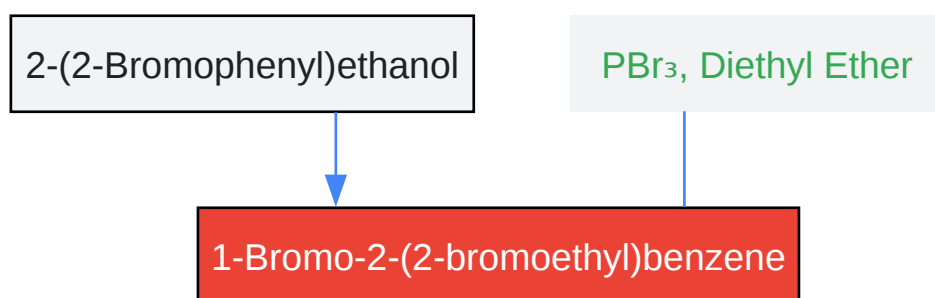 2-(2-Bromophenyl)ethanol
PBr₃, Diethyl Ether
1-Bromo-2-(2-bromoethyl)benzene